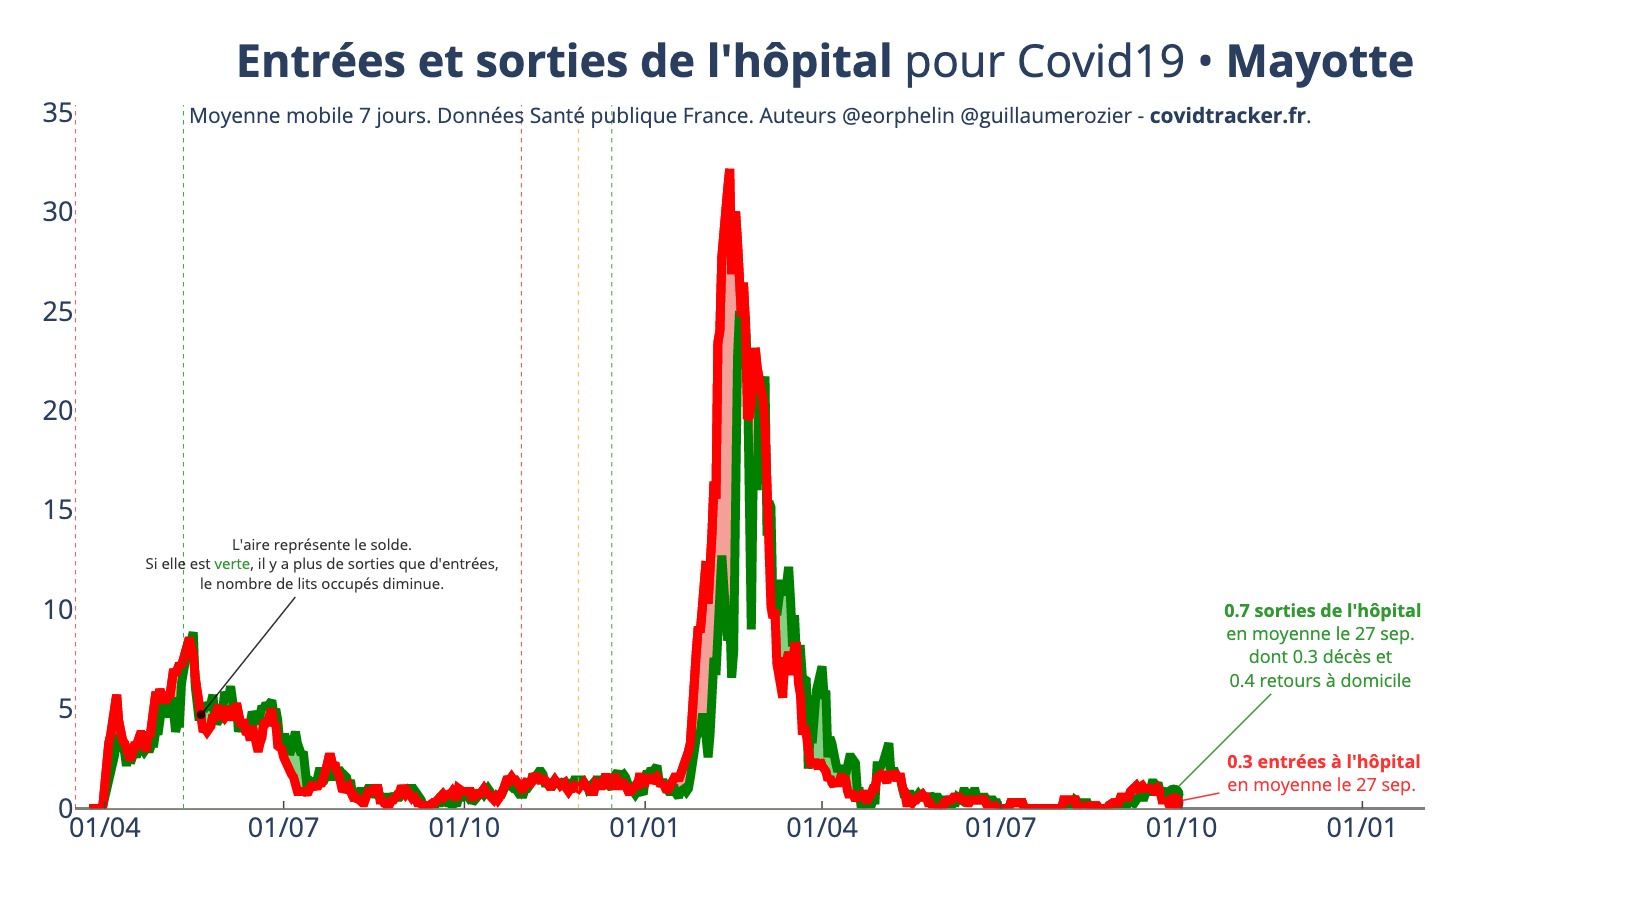 Entrées et sorties de l'hôpital pour Covid19 • Mayotte
Moyenne mobile 7 jours. Données Santé publique France. Auteurs @eorphelin @guillaumerozier - covidtracker.fr.
35
30
25
20
15
10
5
0
L'aire représente le solde.
Si elle est verte, il y a plus de sorties que d'entrées,
le nombre de lits occupés diminue.
0.7 sorties de l'hôpital
en moyenne le 27 sep.
dont 0.3 décès et
0.4 retours à domicile
0.3 entrées à l'hôpital
en moyenne le 27 sep.
01/04 01/07 01/10 01/01 01/04 01/07 01/10 01/01